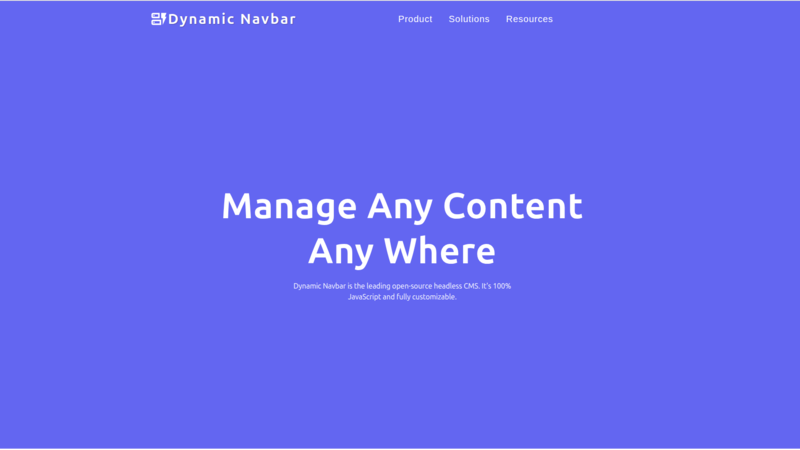 Dynamic Navbar
Product Solutions Resources
Manage Any Content
Any Where
Dynamic Navbar is the leading open-source headless CMS. It's 100%
JavaScript and fully customizable.